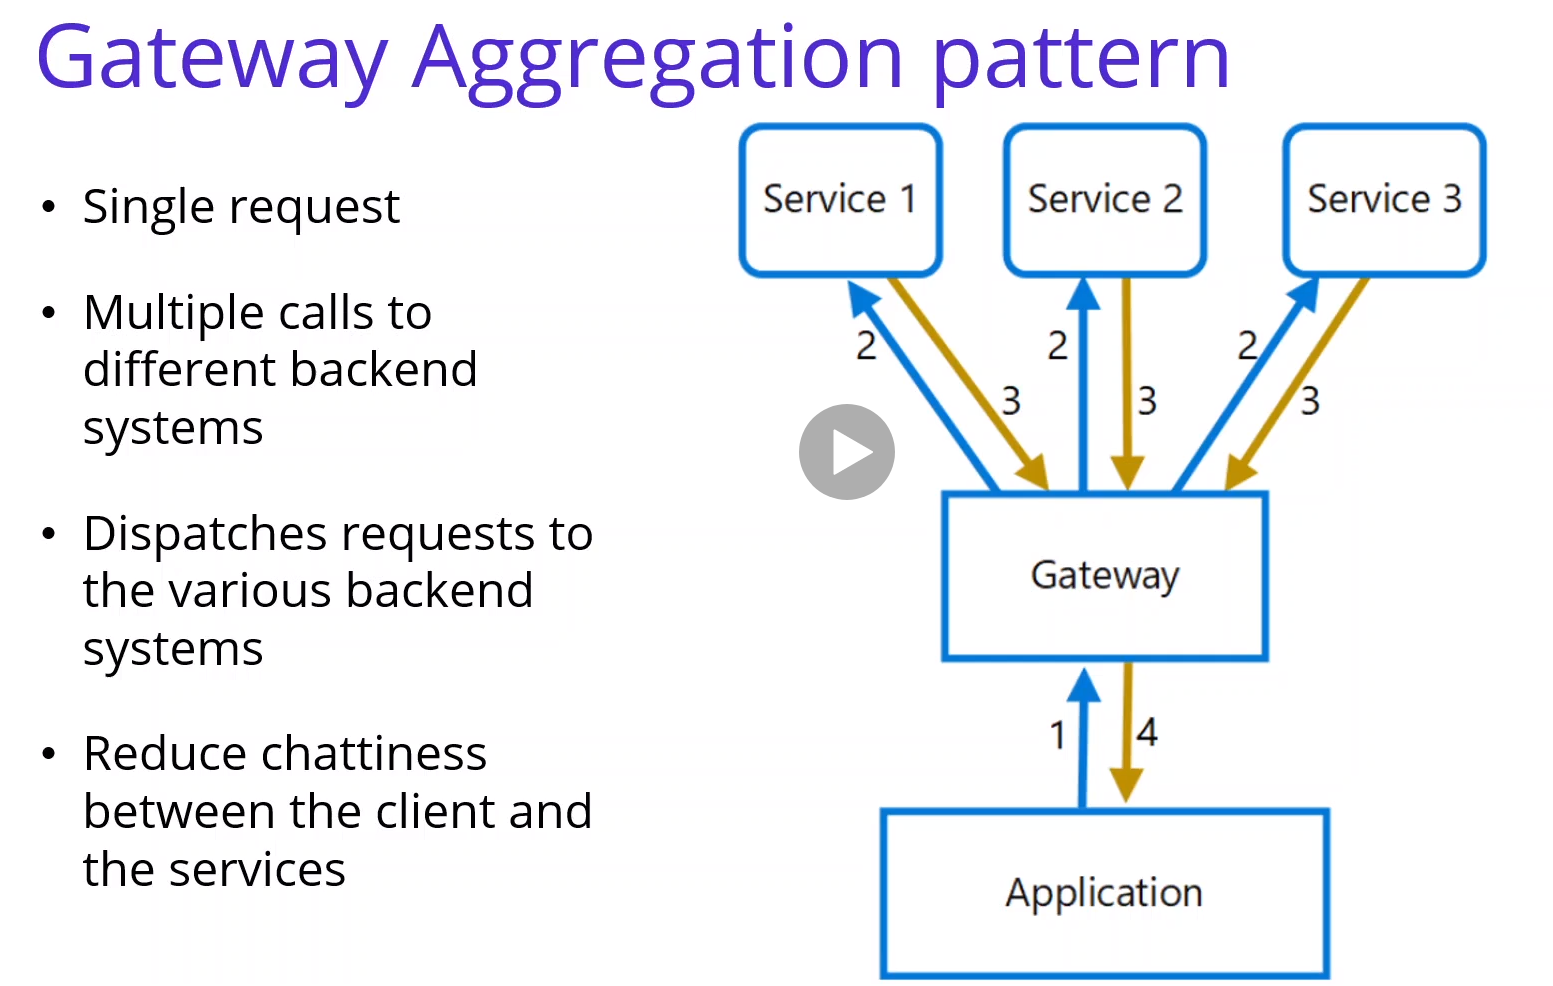 Gateway Aggregation pattern
• Single request
• Multiple calls to
different backend
systems
• Dispatches requests to
the various backend
systems
• Reduce chattiness
between the client and
the services
Service 1
Service 2
Service 3
2
3
2
3
2
3
Gateway
1
4
Application